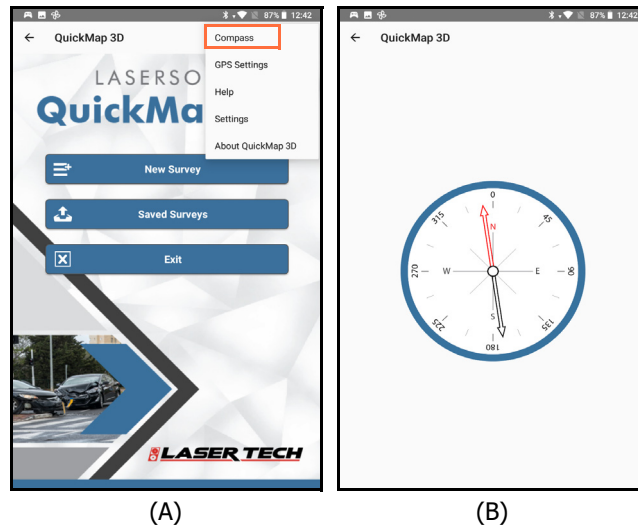 87% 12:42
QuickMap 3D
Compass
GPS Settings
Help
Settings
About QuickMap 3D
LASERSO
QuickMa
New Survey
Saved Surveys
Exit
LASER TECH
(A)
87% 12:42
QuickMap 3D
0
315
45
N
270
W
E
90
S
225
135
180
(B)